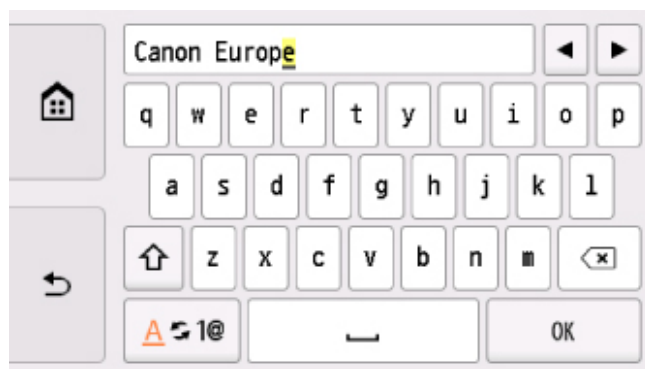 Canon Europe
q w e r t y u i o p
a s d f g h j k l
z x c v b n m
A 1@ OK